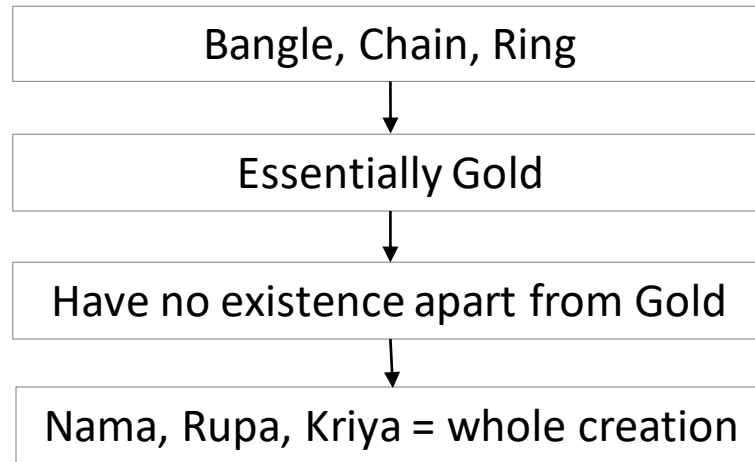 Bangle, Chain, Ring
Essentially Gold
Have no existence apart from Gold
Nama, Rupa, Kriya = whole creation